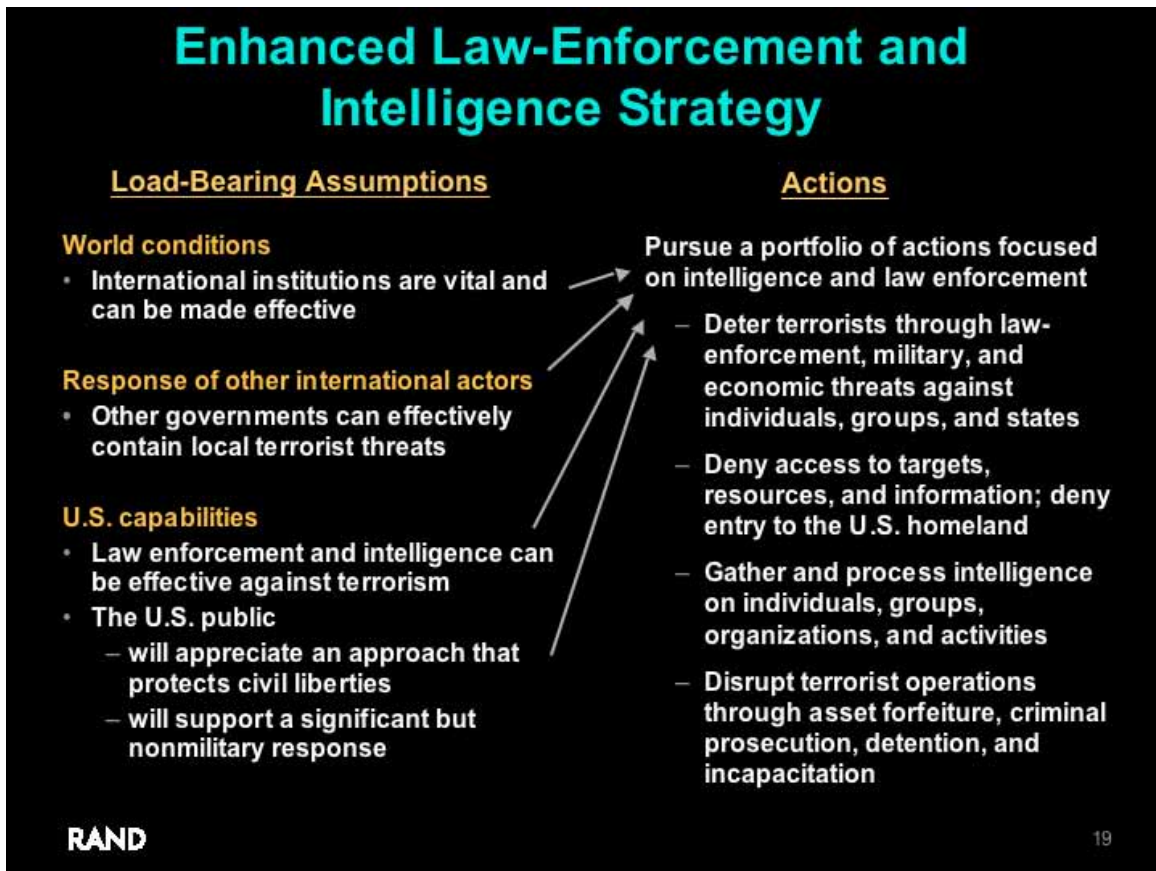 Enhanced Law-Enforcement and
Intelligence Strategy
Load-Bearing Assumptions
World conditions
• International institutions are vital and
can be made effective
Response of other international actors
• Other governments can effectively
contain local terrorist threats
U.S. capabilities
• Law enforcement and intelligence can
be effective against terrorism
• The U.S. public
– will appreciate an approach that
protects civil liberties
– will support a significant but
nonmilitary response
Actions
Pursue a portfolio of actions focused
on intelligence and law enforcement
– Deter terrorists through law-
enforcement, military, and
economic threats against
individuals, groups, and states
– Deny access to targets,
resources, and information; deny
entry to the U.S. homeland
– Gather and process intelligence
on individuals, groups,
organizations, and activities
– Disrupt terrorist operations
through asset forfeiture, criminal
prosecution, detention, and
incapacitation
RAND
19